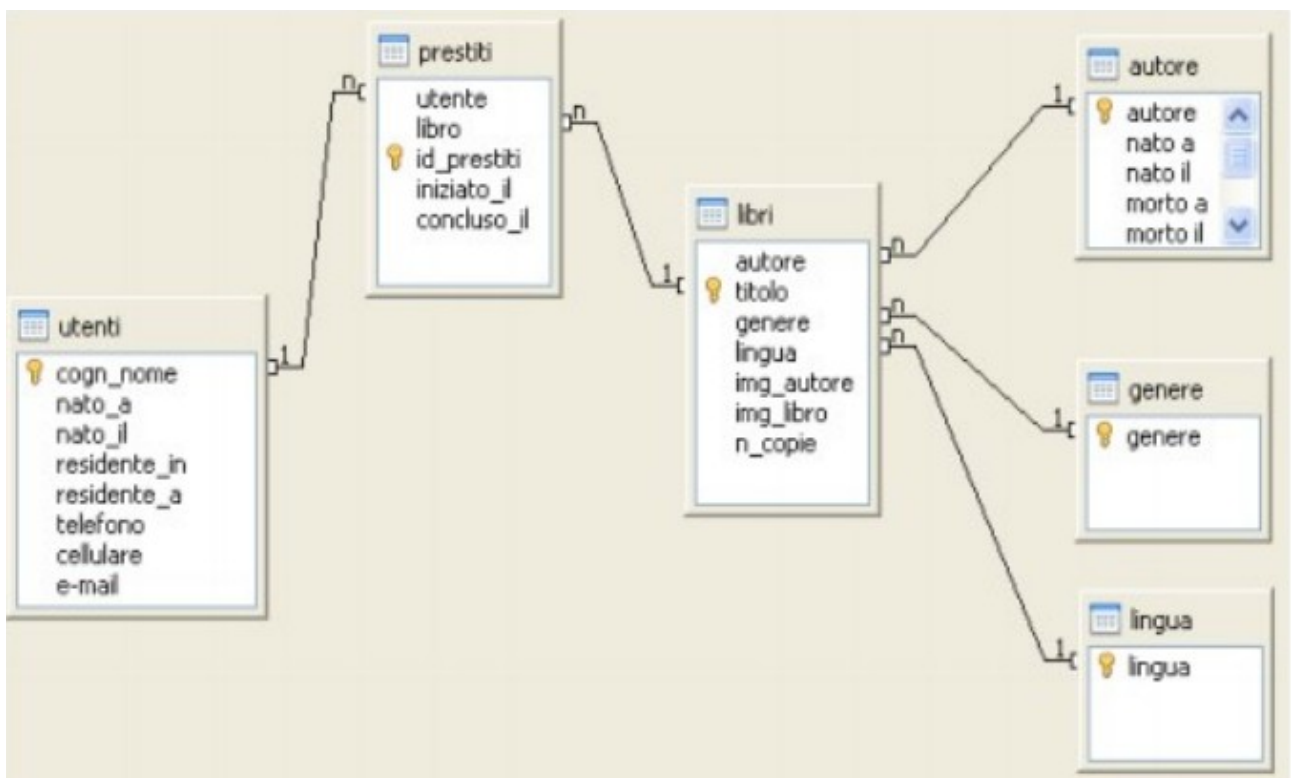 prestiti
utente
libro
id_prestiti
iniziato_il
concluso_il
n
n
utenti
cogn_nome
nato_a
nato_il
residente_in
residente_a
telefono
cellulare
e-mail
1
libri
autore
titolo
genere
lingua
img_autore
img_libro
n_copie
1
n
n
n
autore
autore
nato a
nato il
morto a
morto il
1
genere
genere
1
lingua
lingua
1